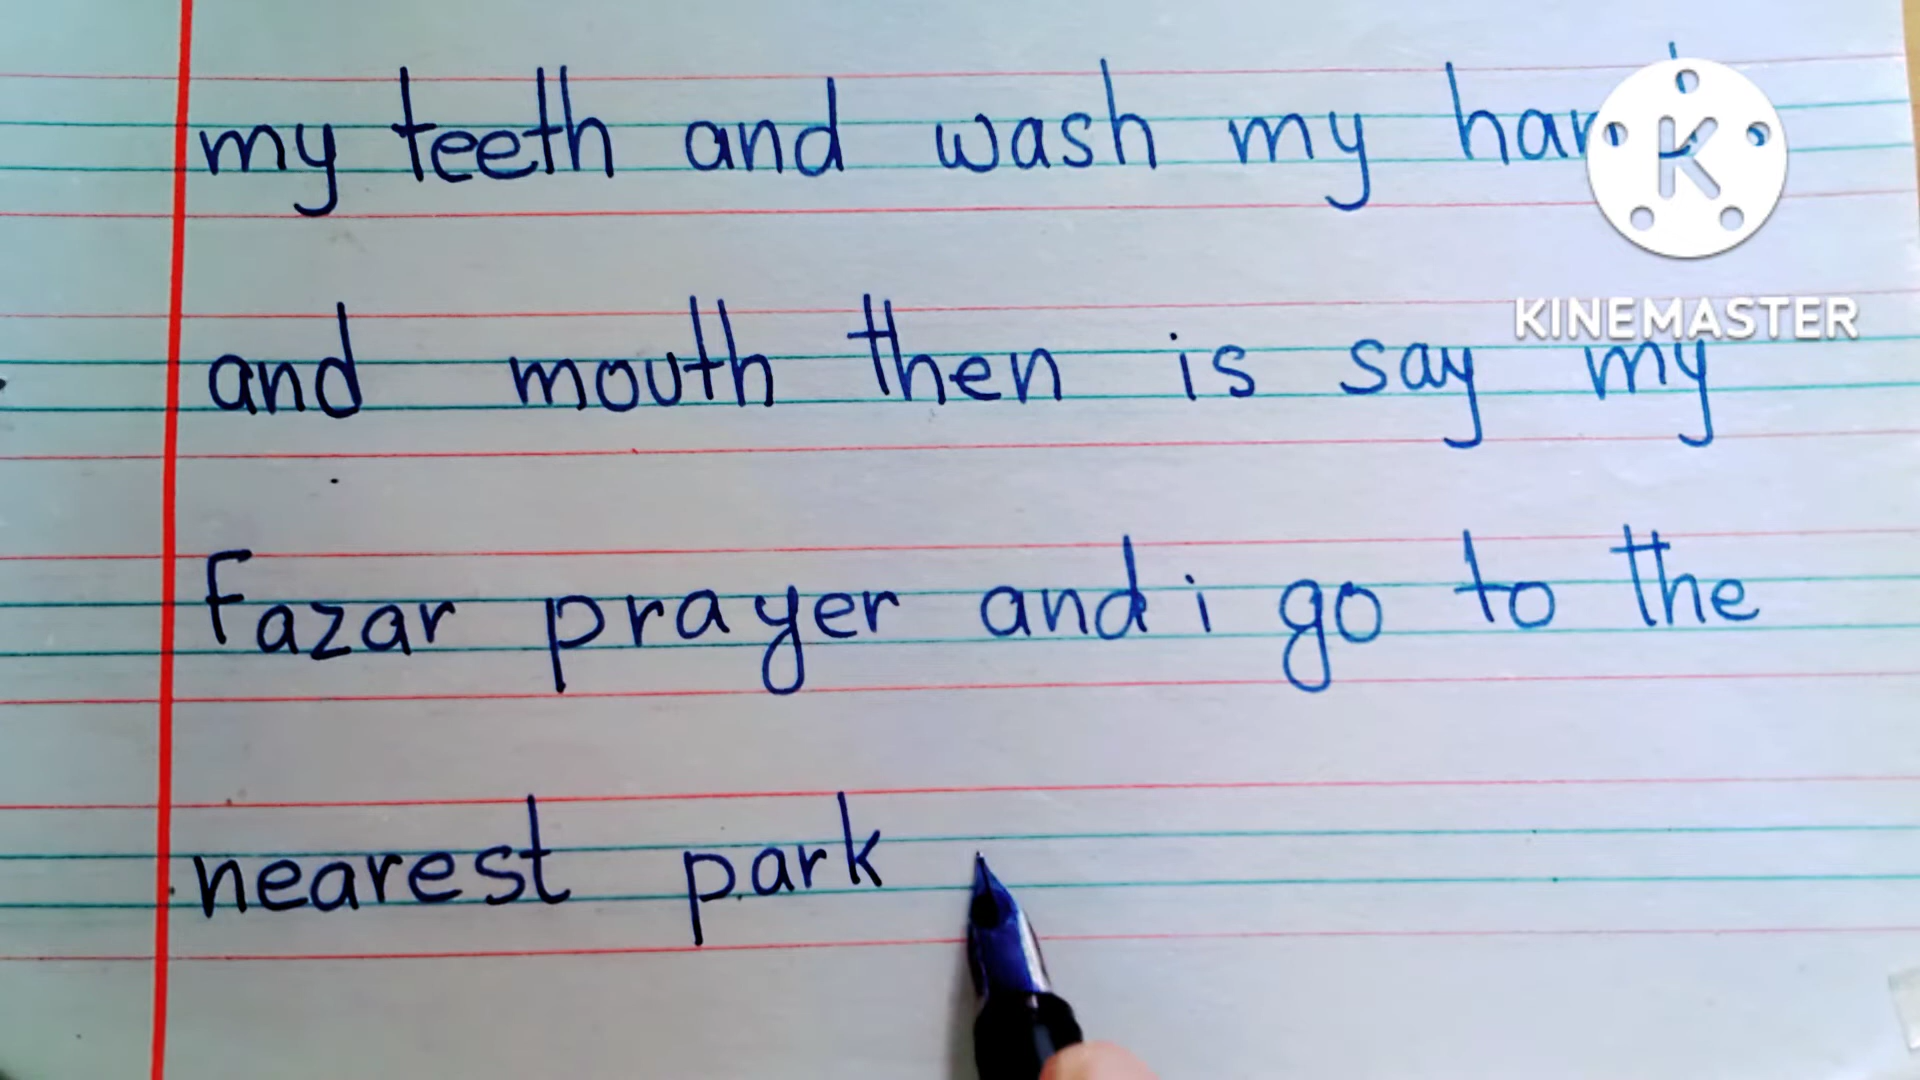 my teeth and wash my
and mouth then is say my
Fazar prayer and i go to the
nearest park
K
KINEMASTER